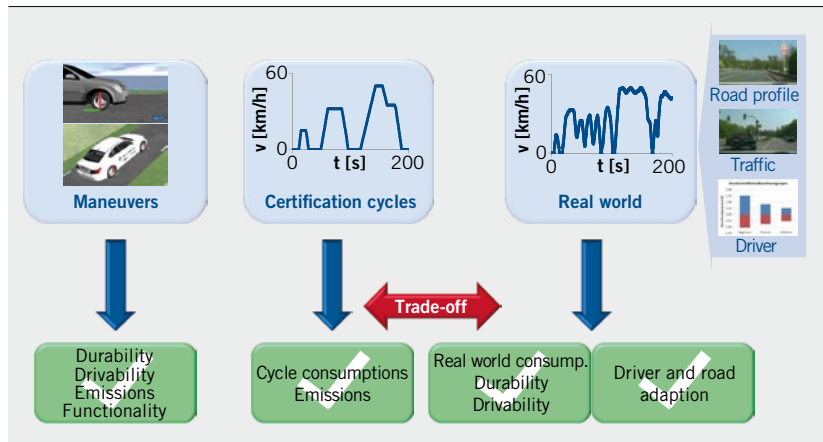 60
v [km/h]
0
0
t [s]
200
60
v [km/h]
0
0
t [s]
200
Road profile
Traffic
Driver
Maneuvers
Certification cycles
Real world
Trade-off
Durability
Drivability
Emissions
Functionality
Cycle consumptions
Emissions
Real world consump.
Durability
Drivability
Driver and road
adaption